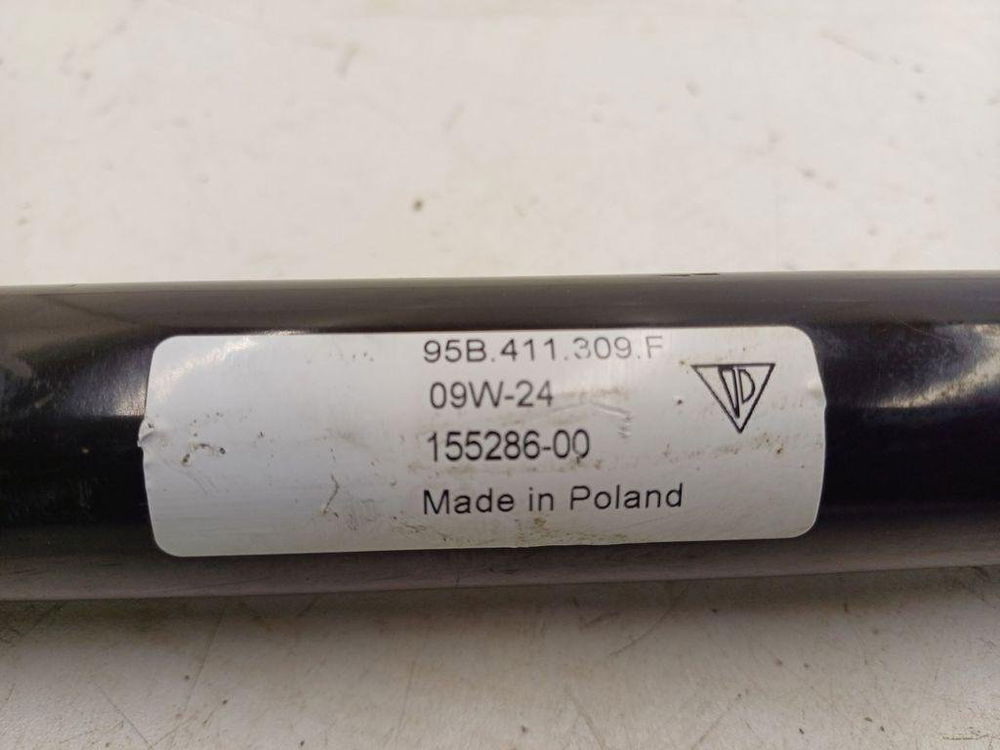 95B.411.309.F
09W-24
155286-00
Made in Poland